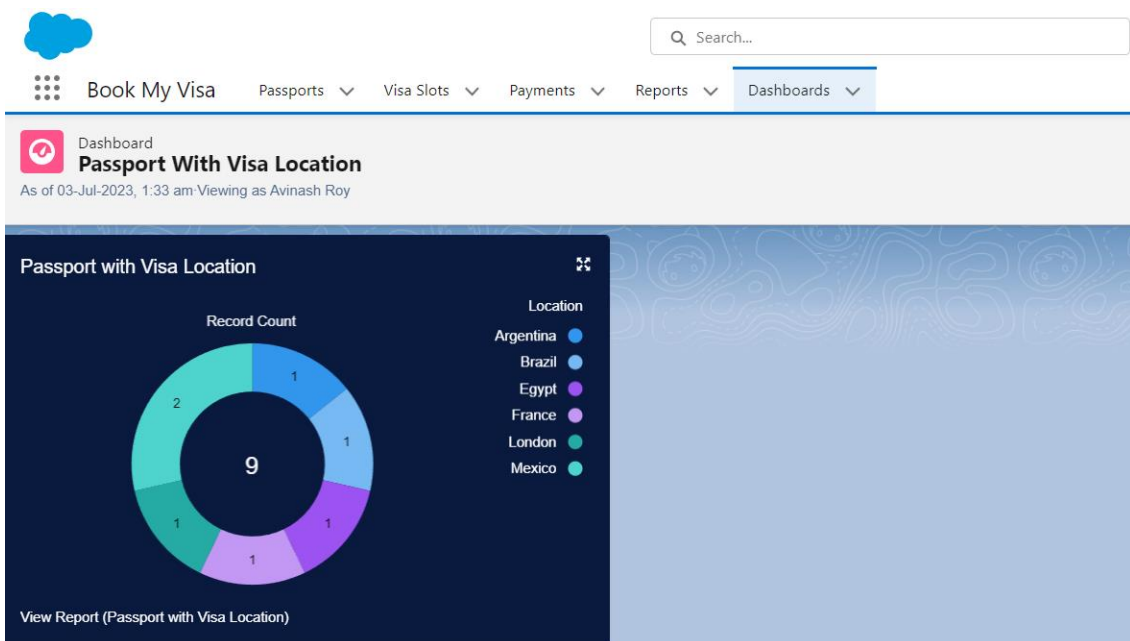 Search...
Book My Visa Passports Visa Slots Payments Reports Dashboards
Dashboard
Passport With Visa Location
As of 03-Jul-2023, 1:33 am·Viewing as Avinash Roy
Passport with Visa Location
Record Count
1
1
1
1
1
2
9
Location
Argentina
Brazil
Egypt
France
London
Mexico
View Report (Passport with Visa Location)